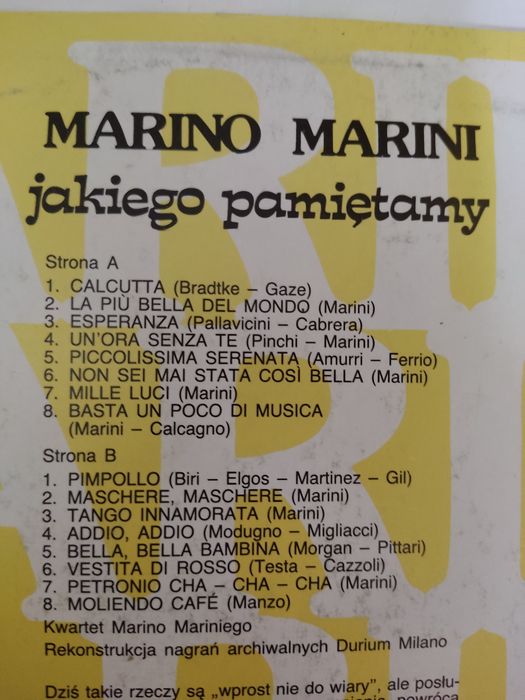 MARINO MARINI
jakiego pamiętamy
Strona A
1. CALCUTTA (Bradtke – Gaze)
2. LA PIÙ BELLA DEL MONDO (Marini)
3. ESPERANZA (Pallavicini – Cabrera)
4. UN'ORA SENZA TE (Pinchi – Marini)
5. PICCOLISSIMA SERENATA (Amurri – Ferrio)
6. NON SEI MAI STATA COSÌ BELLA (Marini)
7. MILLE LUCI (Marini)
8. BASTA UN POCO DI MUSICA
(Marini – Calcagno)
Strona B
1. PIMPOLLO (Biri – Elgos – Martinez – Gil)
2. MASCHERE, MASCHERE (Marini)
3. TANGO INNAMORATA (Marini)
4. ADDIO, ADDIO (Modugno – Migliacci)
5. BELLA, BELLA BAMBINA (Morgan – Pittari)
6. VESTITA DI ROSSO (Testa – Cazzoli)
7. PETRONIO CHA – CHA – CHA (Marini)
8. MOLIENDO CAFÉ (Manzo)
Kwartet Marino Mariniego
Rekonstrukcja nagrań archiwalnych Durium Milano
Dziś takie rzeczy są „wprost nie do wiary", ale posłu-